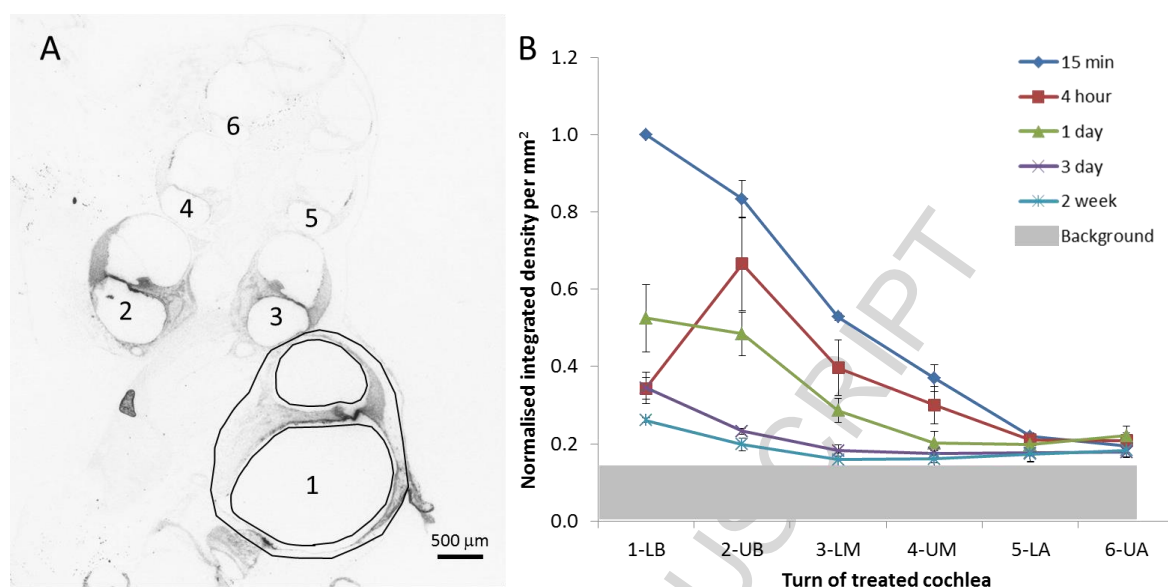 A
6
4
5
2
3
1
500 µm
B
Normalised integrated density per mm²
1.2
1.0
0.8
0.6
0.4
0.2
0.0
15 min
4 hour
1 day
3 day
2 week
Background
1-LB 2-UB 3-LM 4-UM 5-LA 6-UA
Turn of treated cochlea
USCRIPT